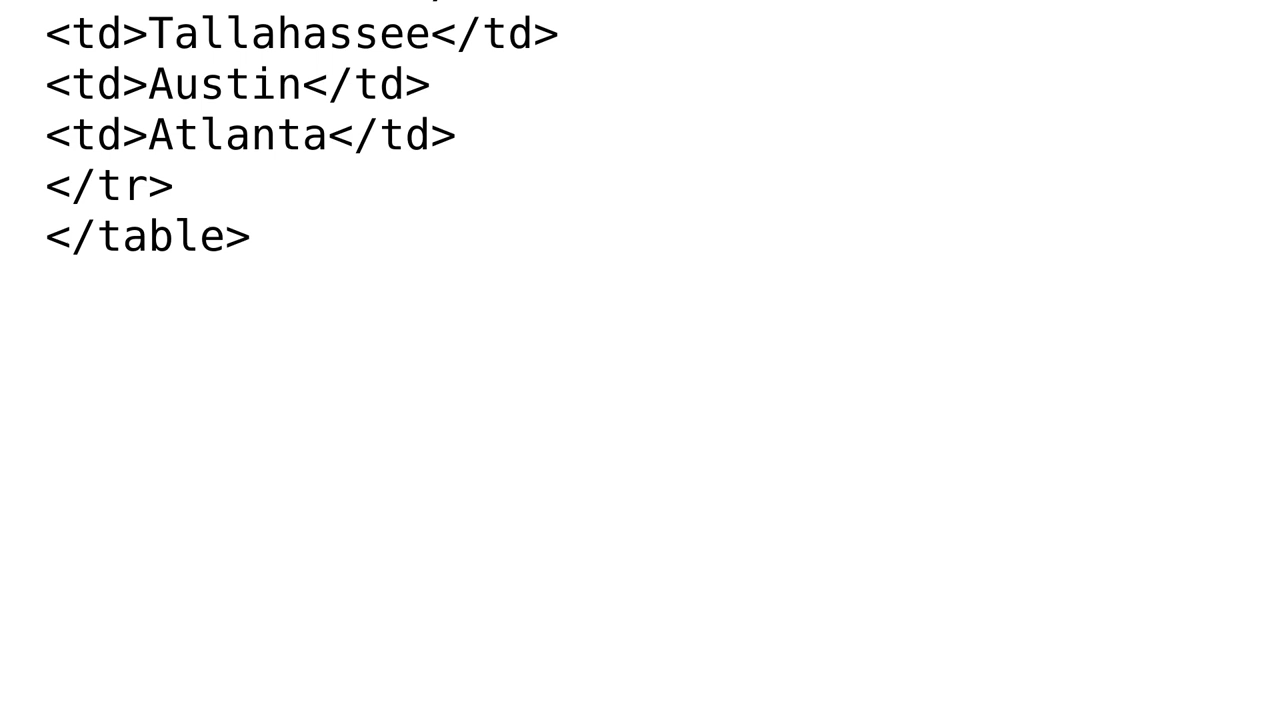 <td>Tallahassee</td>
<td>Austin</td>
<td>Atlanta</td>
</tr>
</table>